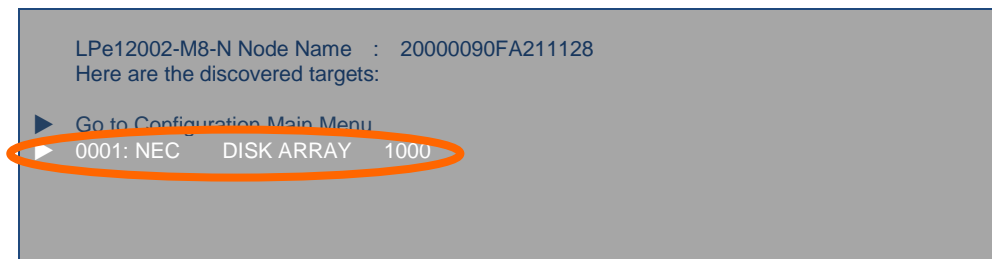 LPe12002-M8-N Node Name : 20000090FA211128
Here are the discovered targets:
Go to Configuration Main Menu
0001: NEC DISK ARRAY 1000